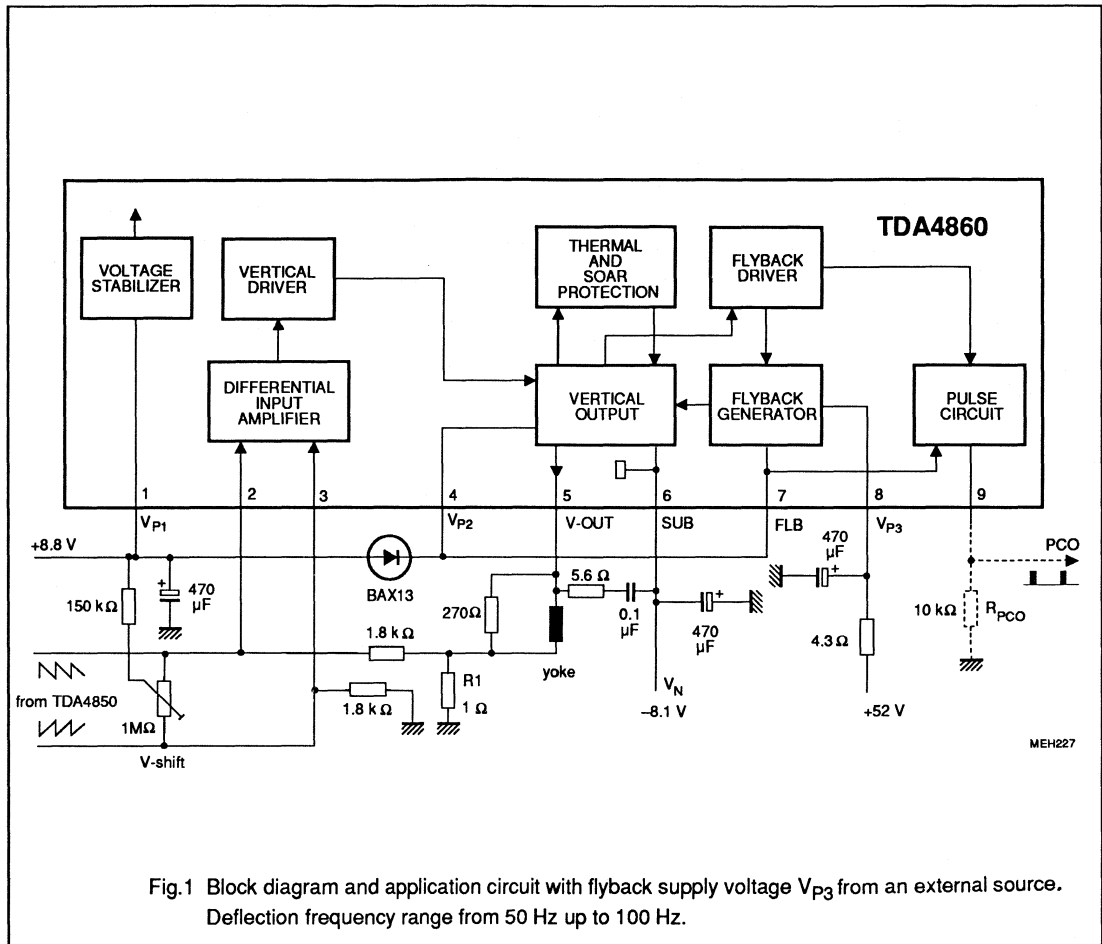 TDA4860
VOLTAGE
STABILIZER
VERTICAL
DRIVER
THERMAL
AND
SOAR
PROTECTION
FLYBACK
DRIVER
DIFFERENTIAL
INPUT
AMPLIFIER
VERTICAL
OUTPUT
FLYBACK
GENERATOR
PULSE
CIRCUIT
1 2 3 4 5 6 7 8 9
VP1 VP2 V-OUT SUB FLB VP3
+8.8 V
BAX13
150 kΩ
+ 470
µF
1.8 kΩ
270Ω
5.6 Ω
0.1
µF
+
470
µF
470
µF
+
4.3 Ω
PCO
10 kΩ
RPCO
from TDA4850
1MΩ
V-shift
1.8 kΩ
R1
1 Ω
yoke
VN
–8.1 V
+52 V
MEH227
Fig.1 Block diagram and application circuit with flyback supply voltage VP3 from an external source.
Deflection frequency range from 50 Hz up to 100 Hz.